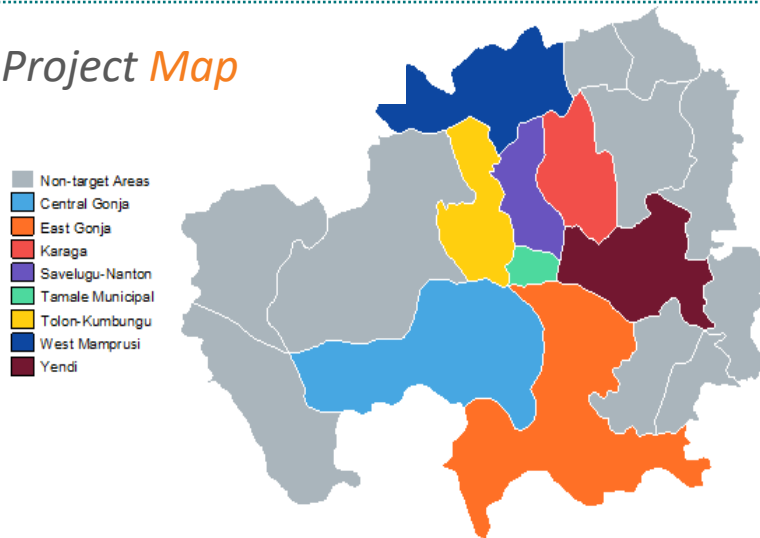 Project Map
Non-target Areas
Central Gonja
East Gonja
Karaga
Savelugu-Nanton
Tamale Municipal
Tolon-Kumbungu
West Mamprusi
Yendi